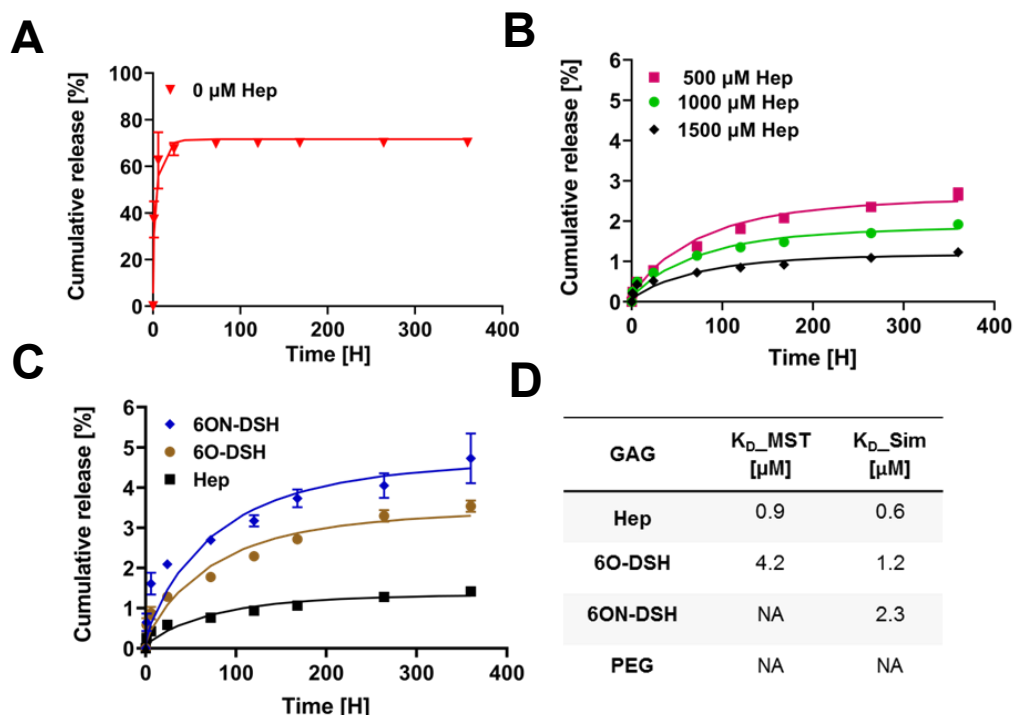 A
Cumulative release [%]
100
80
60
40
20
0
0 µM Hep
0 100 200 300 400
Time [H]
B
Cumulative release [%]
6
5
4
3
2
1
0
500 µM Hep
1000 µM Hep
1500 µM Hep
0 100 200 300 400
Time [H]
C
Cumulative release [%]
6
5
4
3
2
1
0
6ON-DSH
6O-DSH
Hep
0 100 200 300 400
Time [H]
D
GAG K_D_MST [µM] K_D_Sim [µM]
Hep 0.9 0.6
6O-DSH 4.2 1.2
6ON-DSH NA 2.3
PEG NA NA